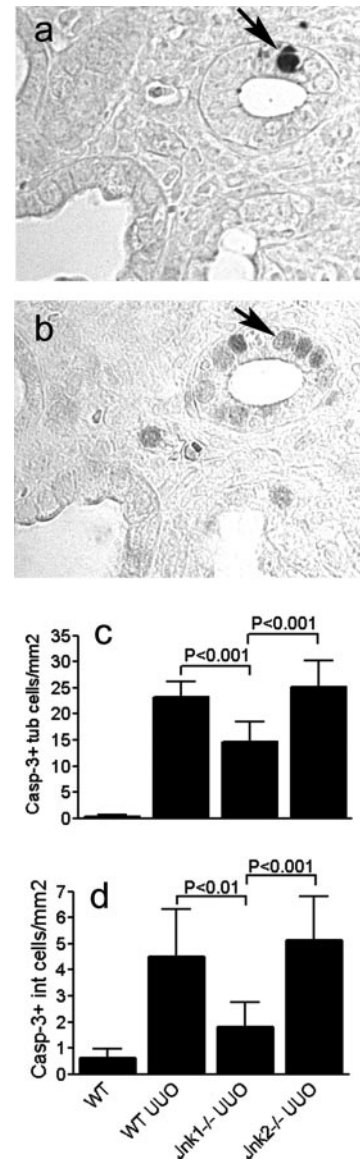 a
b
c
P<0.001
P<0.001
Casp-3+ tub cells/mm2
35
30
25
20
15
10
5
0
d
P<0.001
P<0.01
Casp-3+ int cells/mm2
7
6
5
4
3
2
1
0
WT
WT UUO
Jnk1-/- UUO
Jnk2-/- UUO